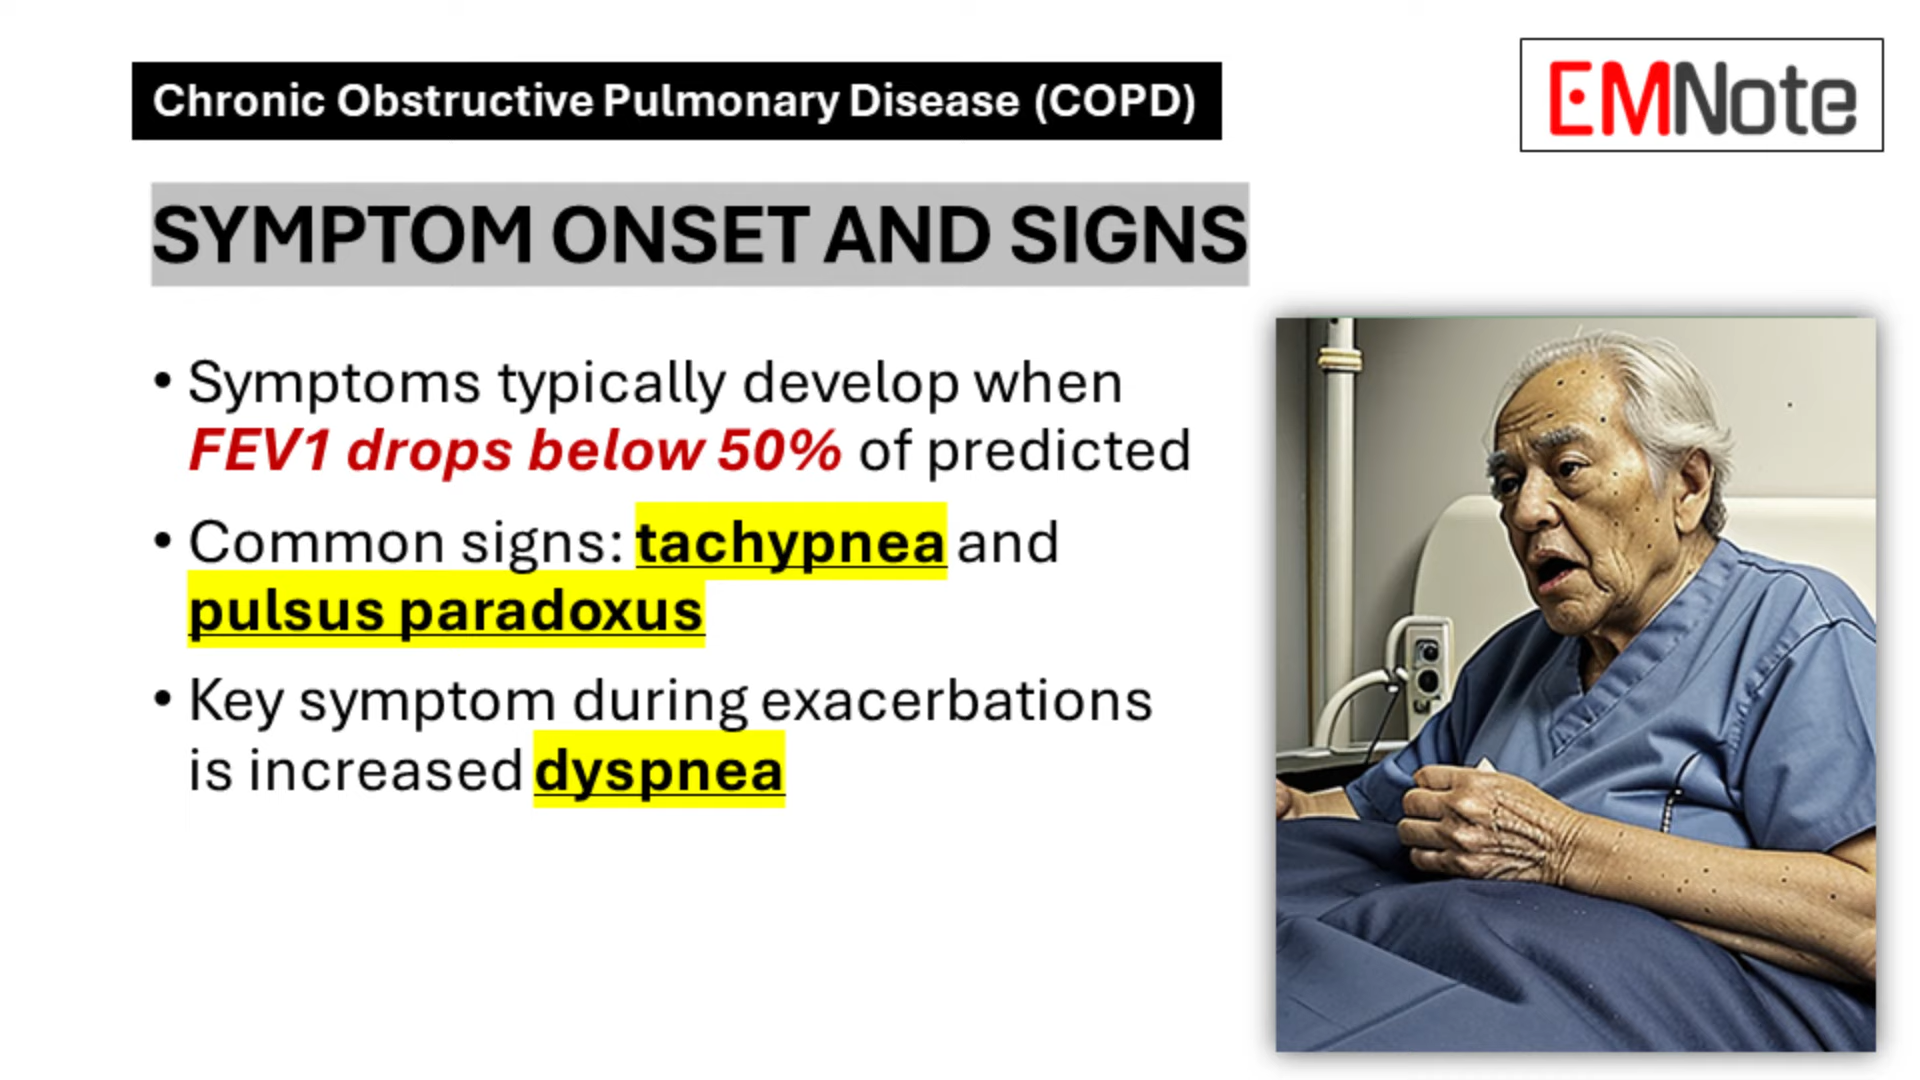 Chronic Obstructive Pulmonary Disease (COPD)
EMNote
SYMPTOM ONSET AND SIGNS
• Symptoms typically develop when
FEV1 drops below 50% of predicted
• Common signs: tachypnea and
pulsus paradoxus
• Key symptom during exacerbations
is increased dyspnea